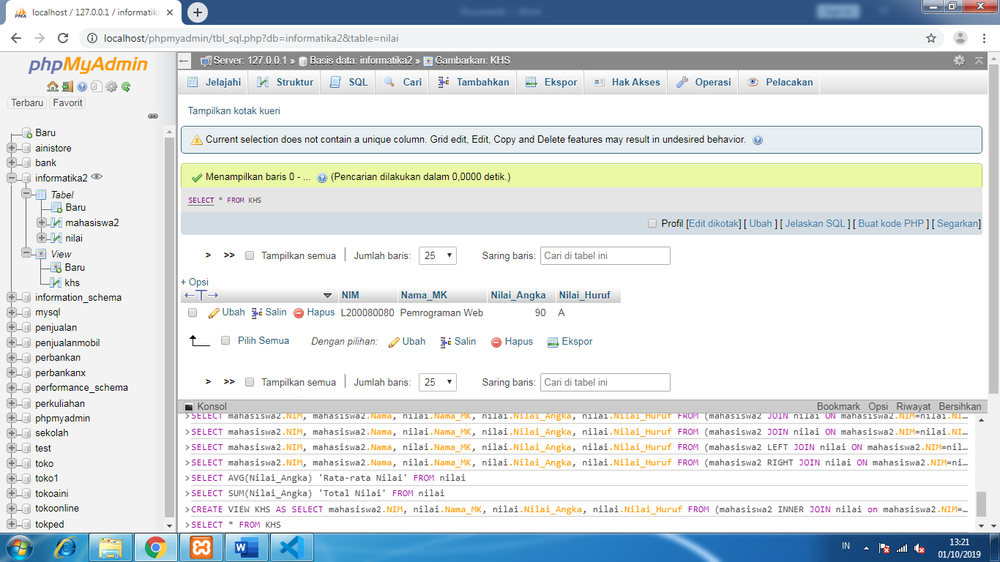 localhost / 127.0.0.1 / informatik
localhost/phpmyadmin/tbl_sql.php?db=informatika2&table=nilai
phpMyAdmin
Terbaru Favorit
Baru
ainistore
bank
informatika2
Tabel
Baru
mahasiswa2
nilai
View
Baru
khs
information_schema
mysql
penjualan
penjualanmobil
perbankan
perbankanx
performance_schema
perkuliahan
phpmyadmin
sekolah
test
toko
toko1
tokoaini
tokoonline
tokped
Server: 127.0.0.1 » Basis data: informatika2 » Gambarkan: KHS
Jelajahi Struktur SQL Cari Tambahkan Ekspor Hak Akses Operasi Pelacakan
Tampilkan kotak kueri
Current selection does not contain a unique column. Grid edit, Edit, Copy and Delete features may result in undesired behavior.
Menampilkan baris 0 - ... (Pencarian dilakukan dalam 0,0000 detik.)
SELECT * FROM KHS
Profil [Edit dikotak] [ Ubah ] [ Jelaskan SQL ] [ Buat kode PHP ] [ Segarkan]
> >> Tampilkan semua | Jumlah baris: 25 Saring baris: Cari di tabel ini
+ Opsi
←T→ NIM Nama_MK Nilai_Angka Nilai_Huruf
Ubah Salin Hapus L200080080 Pemrograman Web 90 A
Pilih Semua Dengan pilihan: Ubah Salin Hapus Ekspor
> >> Tampilkan semua | Jumlah baris: 25 Saring baris: Cari di tabel ini
Konsol Bookmark Opsi Riwayat Bersihkan
>SELECT mahasiswa2.NIM, mahasiswa2.Nama, nilai.Nama_MK, nilai.Nilai_Angka, nilai.Nilai_Huruf FROM (mahasiswa2 JOIN nilai ON mahasiswa2.NIM=nilai.NI…
>SELECT mahasiswa2.NIM, mahasiswa2.Nama, nilai.Nama_MK, nilai.Nilai_Angka, nilai.Nilai_Huruf FROM (mahasiswa2 JOIN nilai ON mahasiswa2.NIM=nilai.NI…
>SELECT mahasiswa2.NIM, mahasiswa2.Nama, nilai.Nama_MK, nilai.Nilai_Angka, nilai.Nilai_Huruf FROM (mahasiswa2 LEFT JOIN nilai ON mahasiswa2.NIM=nil…
>SELECT mahasiswa2.NIM, mahasiswa2.Nama, nilai.Nama_MK, nilai.Nilai_Angka, nilai.Nilai_Huruf FROM (mahasiswa2 RIGHT JOIN nilai ON mahasiswa2.NIM=ni…
>SELECT AVG(Nilai_Angka) 'Rata-rata Nilai' FROM nilai
>SELECT SUM(Nilai_Angka) 'Total Nilai' FROM nilai
>CREATE VIEW KHS AS SELECT mahasiswa2.NIM, nilai.Nama_MK, nilai.Nilai_Angka, nilai.Nilai_Huruf FROM (mahasiswa2 INNER JOIN nilai on mahasiswa2.NIM=…
>SELECT * FROM KHS
IN 13:21
01/10/2019